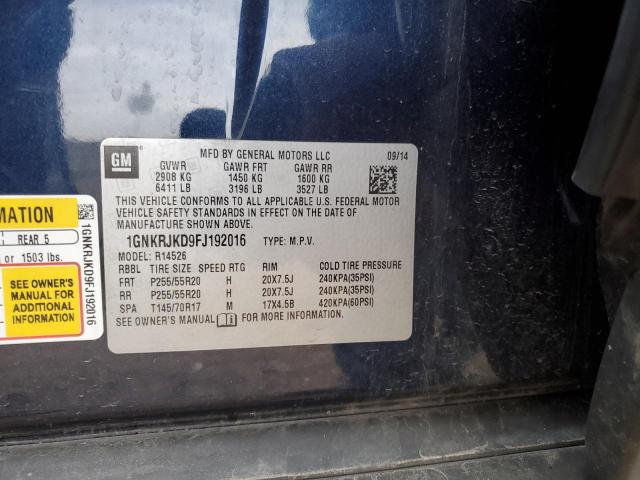 GM
MFD BY GENERAL MOTORS LLC
09/14
GVWR GAWR FRT GAWR RR
2908 KG 1450 KG 1600 KG
6411 LB 3196 LB 3527 LB
THIS VEHICLE CONFORMS TO ALL APPLICABLE U.S. FEDERAL MOTOR
VEHICLE SAFETY STANDARDS IN EFFECT ON THE DATE OF
MANUFACTURE SHOWN ABOVE.
1GNKRJKD9FJ192016 TYPE: M.P.V.
MODEL: R14526
RBBL TIRE SIZE SPEED RTG RIM COLD TIRE PRESSURE
FRT P255/55R20 H 20X7.5J 240KPA(35PSI)
RR P255/55R20 H 20X7.5J 240KPA(35PSI)
SPA T145/70R17 M 17X4.5B 420KPA(60PSI)
SEE OWNER'S MANUAL FOR MORE INFORMATION.
MATION
REAR 5
or 1503 lbs.
SEE OWNER'S
MANUAL FOR
ADDITIONAL
INFORMATION
1GNKRJKD9FJ192016